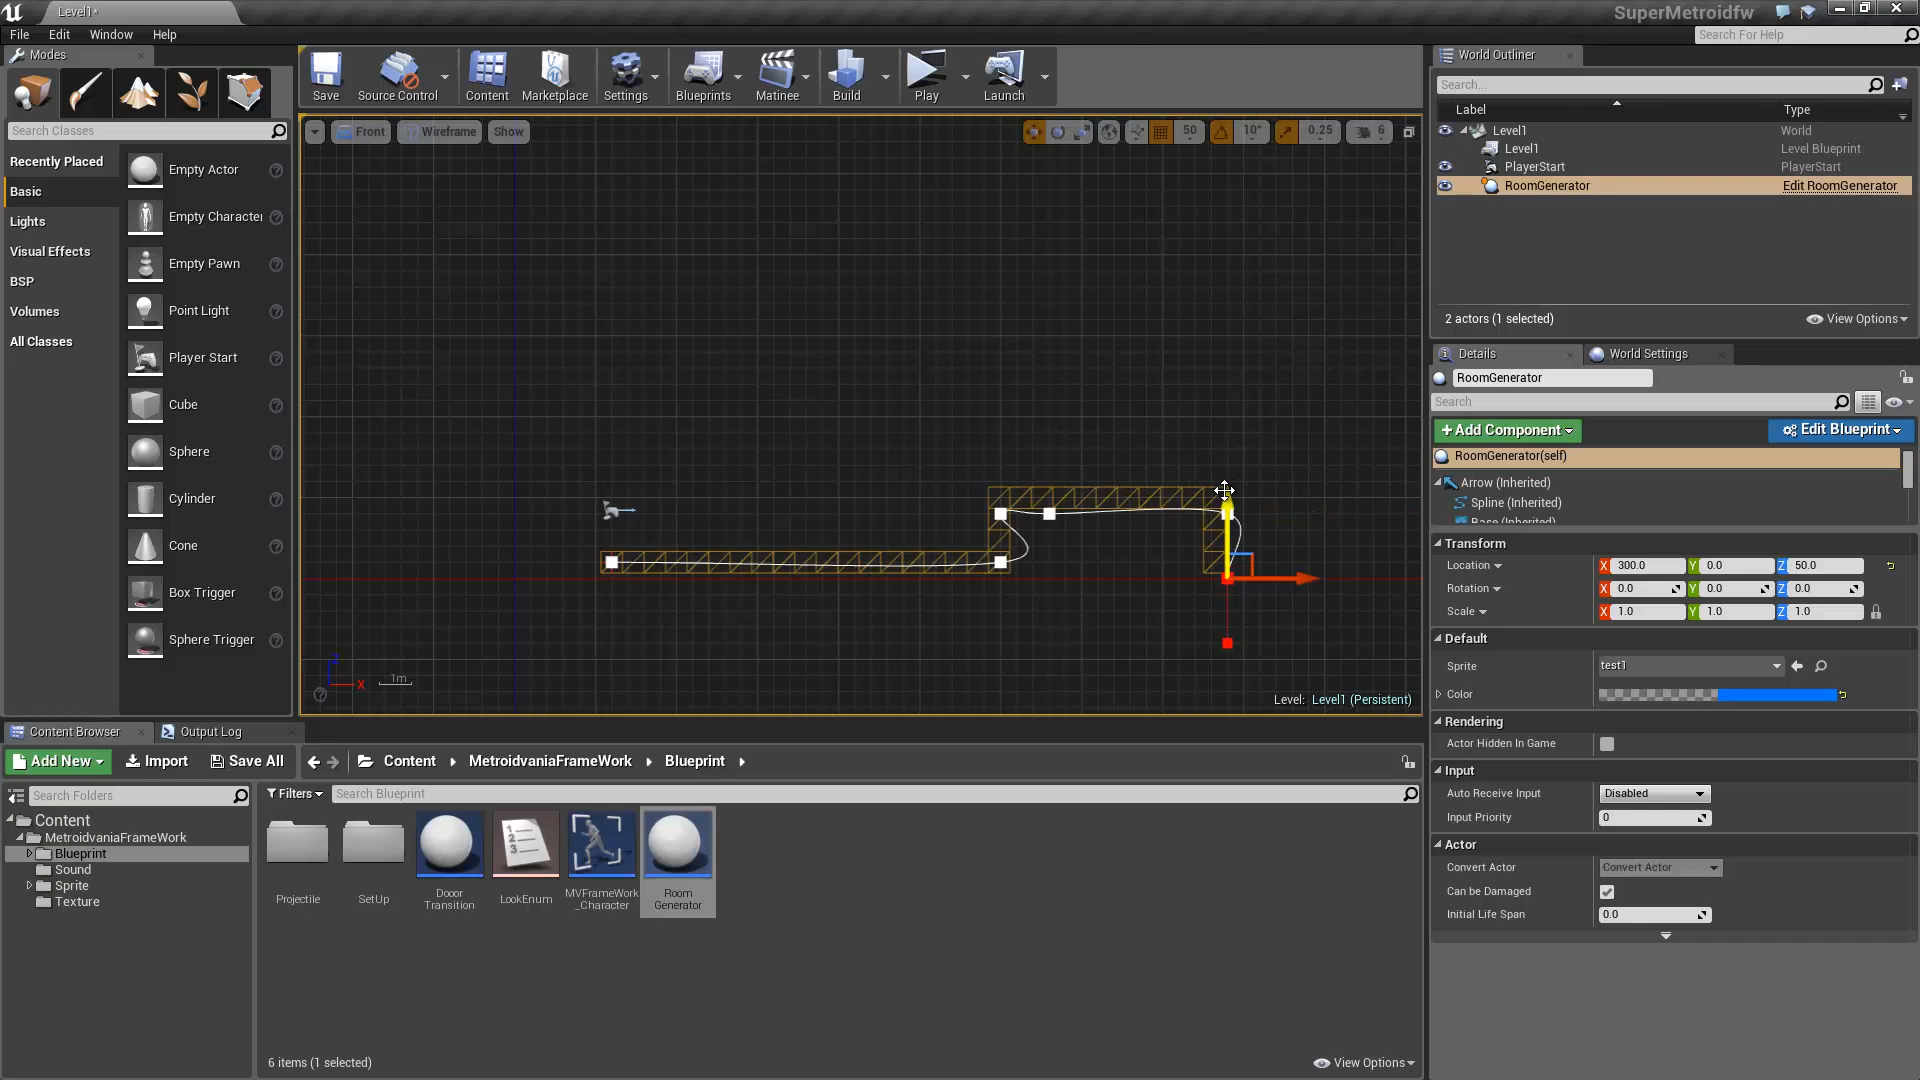 Level1*
SuperMetroidfw
File Edit Window Help
Search For Help
Modes
Search Classes
Recently Placed
Basic
Lights
Visual Effects
BSP
Volumes
All Classes
Empty Actor
Empty Character
Empty Pawn
Point Light
Player Start
Cube
Sphere
Cylinder
Cone
Box Trigger
Sphere Trigger
Save Source Control Content Marketplace Settings Blueprints Matinee Build Play Launch
Front Wireframe Show
50 10° 0.25 6
Z
X
1m
Level: Level1 (Persistent)
World Outliner
Search...
Label Type
Level1 World
Level1 Level Blueprint
PlayerStart PlayerStart
RoomGenerator Edit RoomGenerator
2 actors (1 selected) View Options
Details World Settings
RoomGenerator
Search
+Add Component Edit Blueprint
RoomGenerator(self)
Arrow (Inherited)
Spline (Inherited)
Base (Inherited)
Transform
Location X 300.0 Y 0.0 Z 50.0
Rotation X 0.0 Y 0.0 Z 0.0
Scale X 1.0 Y 1.0 Z 1.0
Default
Sprite test1
Color
Rendering
Actor Hidden In Game
Input
Auto Receive Input Disabled
Input Priority 0
Actor
Convert Actor Convert Actor
Can be Damaged
Initial Life Span 0.0
Content Browser Output Log
Add New Import Save All Content MetroidvaniaFrameWork Blueprint
Search Folders
Filters Search Blueprint
Content
MetroidvaniaFrameWork
Blueprint
Sound
Sprite
Texture
Projectile
SetUp
Dooor
Transition
LookEnum
MVFrameWork
_Character
Room
Generator
6 items (1 selected) View Options